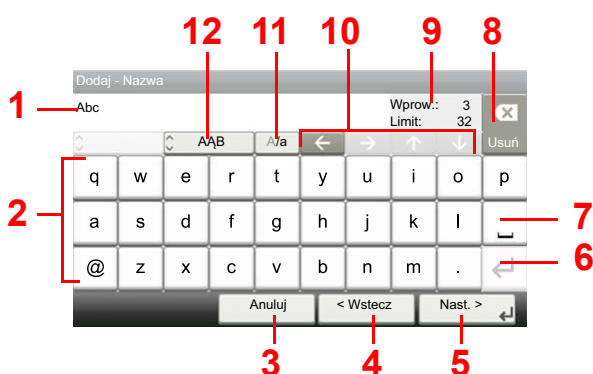 12 11 10 9 8
Dodaj - Nazwa
1 Abc Wprow.: 3
Limit: 32
AĄB A/a Usuń
q w e r t y u i o p
2 a s d f g h j k l 7
@ z x c v b n m . 6
Anuluj < Wstecz Nast. >
3 4 5